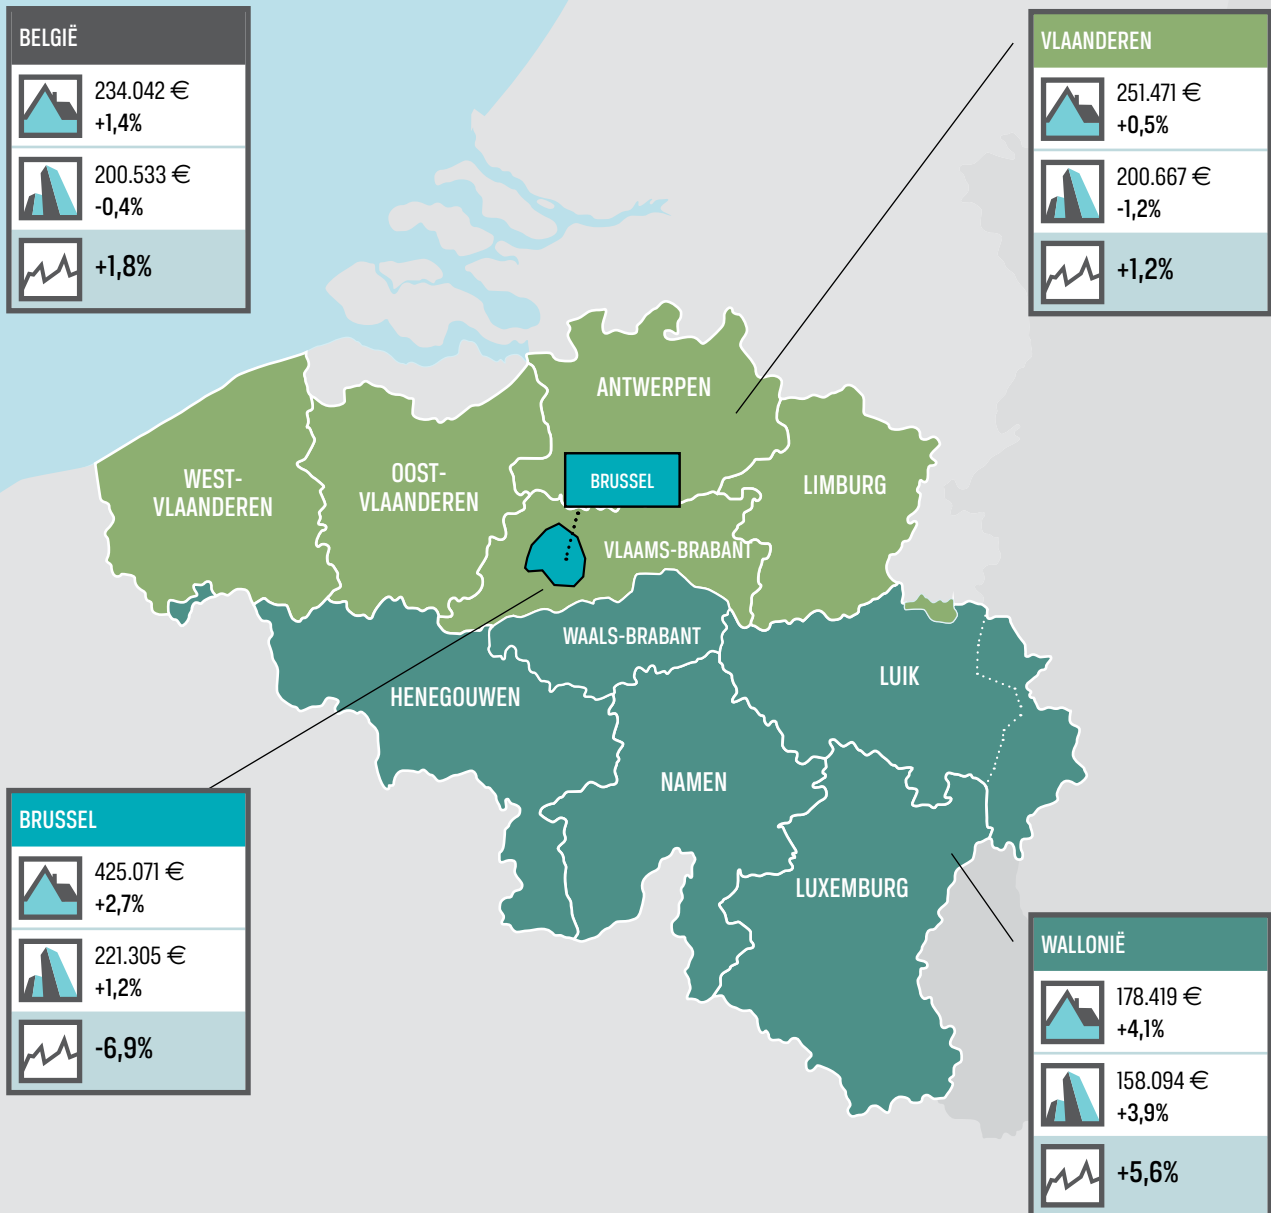 BELGIË
234.042 €
+1,4%
200.533 €
-0,4%
+1,8%
VLAANDEREN
251.471 €
+0,5%
200.667 €
-1,2%
+1,2%
ANTWERPEN
WEST-
VLAANDEREN
OOST-
VLAANDEREN
BRUSSEL
LIMBURG
VLAAMS-BRABANT
WAALS-BRABANT
HENEGOUWEN
LUIK
NAMEN
LUXEMBURG
BRUSSEL
425.071 €
+2,7%
221.305 €
+1,2%
-6,9%
WALLONIË
178.419 €
+4,1%
158.094 €
+3,9%
+5,6%